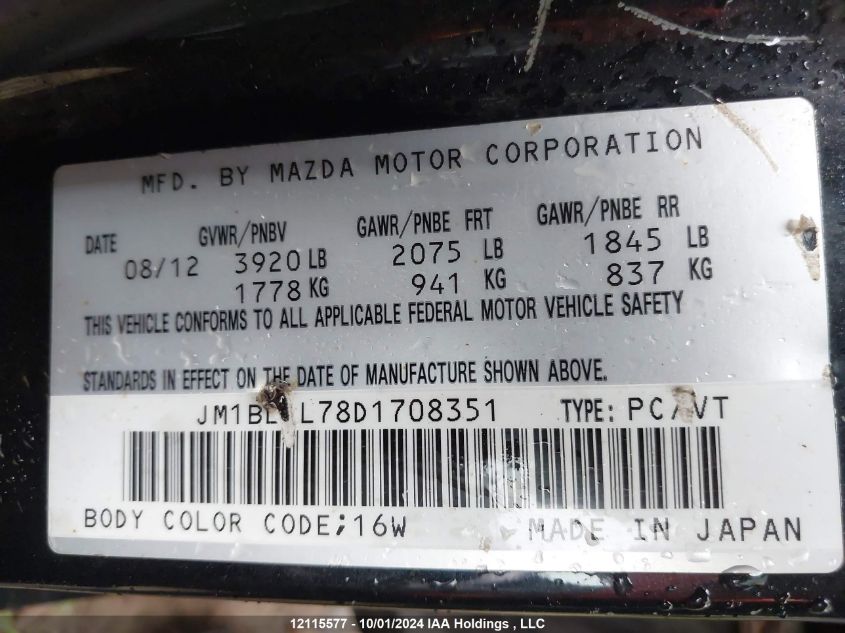 MFD. BY MAZDA MOTOR CORPORATION
DATE GVWR/PNBV GAWR/PNBE FRT GAWR/PNBE RR
08/12 3920 LB 2075 LB 1845 LB
1778 KG 941 KG 837 KG
THIS VEHICLE CONFORMS TO ALL APPLICABLE FEDERAL MOTOR VEHICLE SAFETY
STANDARDS IN EFFECT ON THE DATE OF MANUFACTURE SHOWN ABOVE.
TYPE: PC/VT
BODY COLOR CODE;16W MADE IN JAPAN
12115577 - 10/01/2024 IAA Holdings , LLC